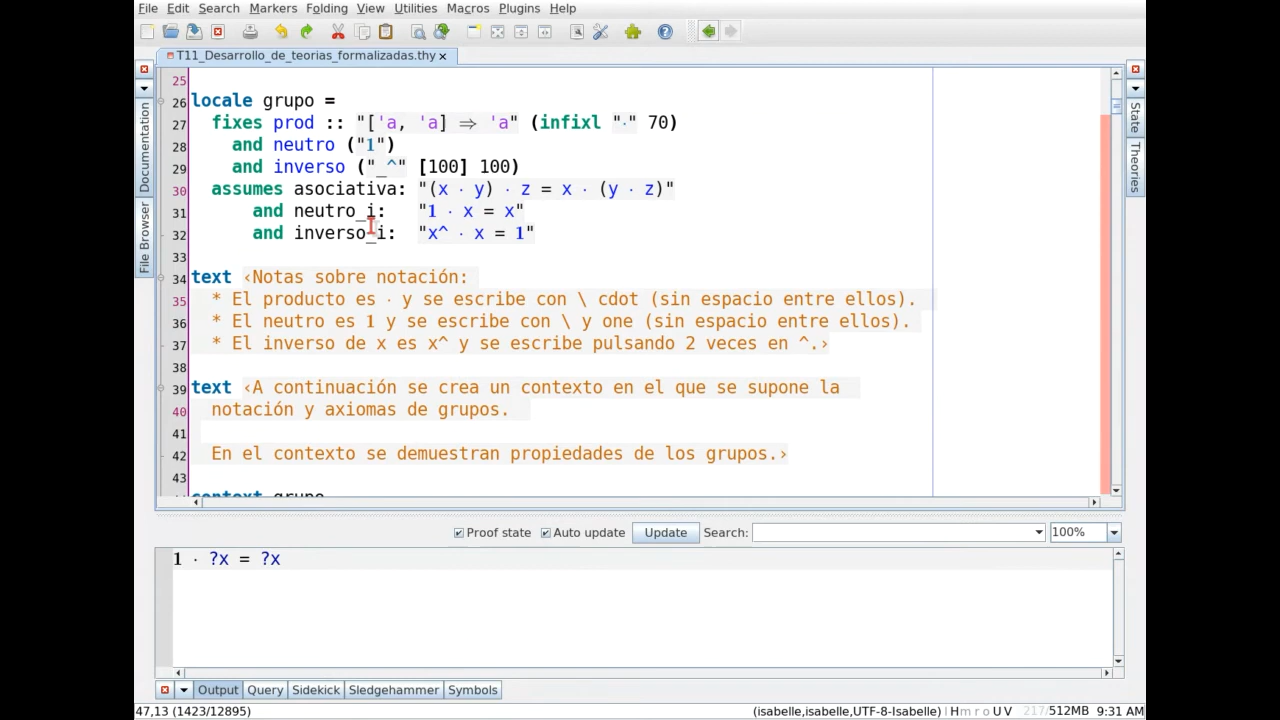 File Edit Search Markers Folding View Utilities Macros Plugins Help
T11_Desarrollo_de_teorias_formalizadas.thy
25
26 locale grupo =
27 fixes prod :: "['a, 'a] ⇒ 'a" (infixl "·" 70)
28 and neutro ("1")
29 and inverso ("_^" [100] 100)
30 assumes asociativa: "(x · y) · z = x · (y · z)"
31 and neutro_i: "1 · x = x"
32 and inverso_i: "x^ · x = 1"
33
34 text ‹Notas sobre notación:
35 * El producto es · y se escribe con \ cdot (sin espacio entre ellos).
36 * El neutro es 1 y se escribe con \ y one (sin espacio entre ellos).
37 * El inverso de x es x^ y se escribe pulsando 2 veces en ^.›
38
39 text ‹A continuación se crea un contexto en el que se supone la
40 notación y axiomas de grupos.
41
42 En el contexto se demuestran propiedades de los grupos.›
43
context grupo
Documentation
File Browser
State
Theories
Proof state Auto update Update Search: 100%
1 · ?x = ?x
Output Query Sidekick Sledgehammer Symbols
47,13 (1423/12895) (isabelle,isabelle,UTF-8-Isabelle) H m r o U V 217/512MB 9:31 AM